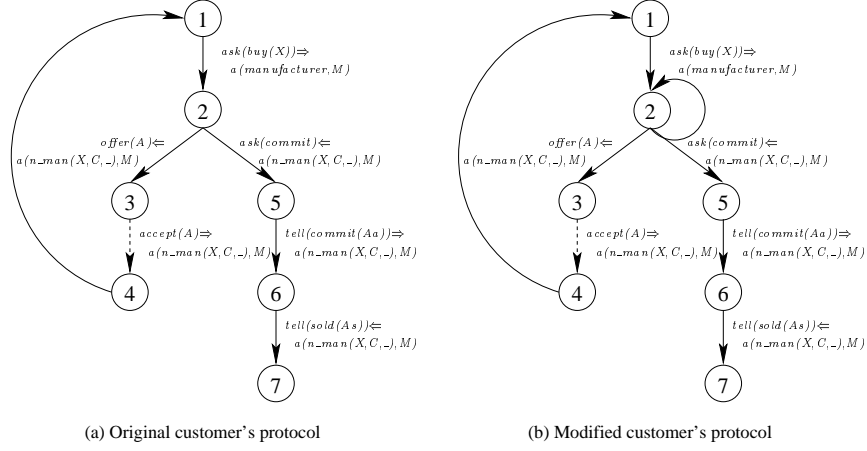 1
ask(buy(X))⇒
a(manufacturer,M)
2
offer(A)⇐
a(n_man(X,C,_),M)
ask(commit)⇐
a(n_man(X,C,_),M)
3
5
accept(A)⇒
a(n_man(X,C,_),M)
tell(commit(Aa))⇒
a(n_man(X,C,_),M)
4
6
tell(sold(As))⇐
a(n_man(X,C,_),M)
7
(a) Original customer's protocol
1
ask(buy(X))⇒
a(manufacturer,M)
2
offer(A)⇐
a(n_man(X,C,_),M)
ask(commit)⇐
a(n_man(X,C,_),M)
3
5
accept(A)⇒
a(n_man(X,C,_),M)
tell(commit(Aa))⇒
a(n_man(X,C,_),M)
4
6
tell(sold(As))⇐
a(n_man(X,C,_),M)
7
(b) Modified customer's protocol